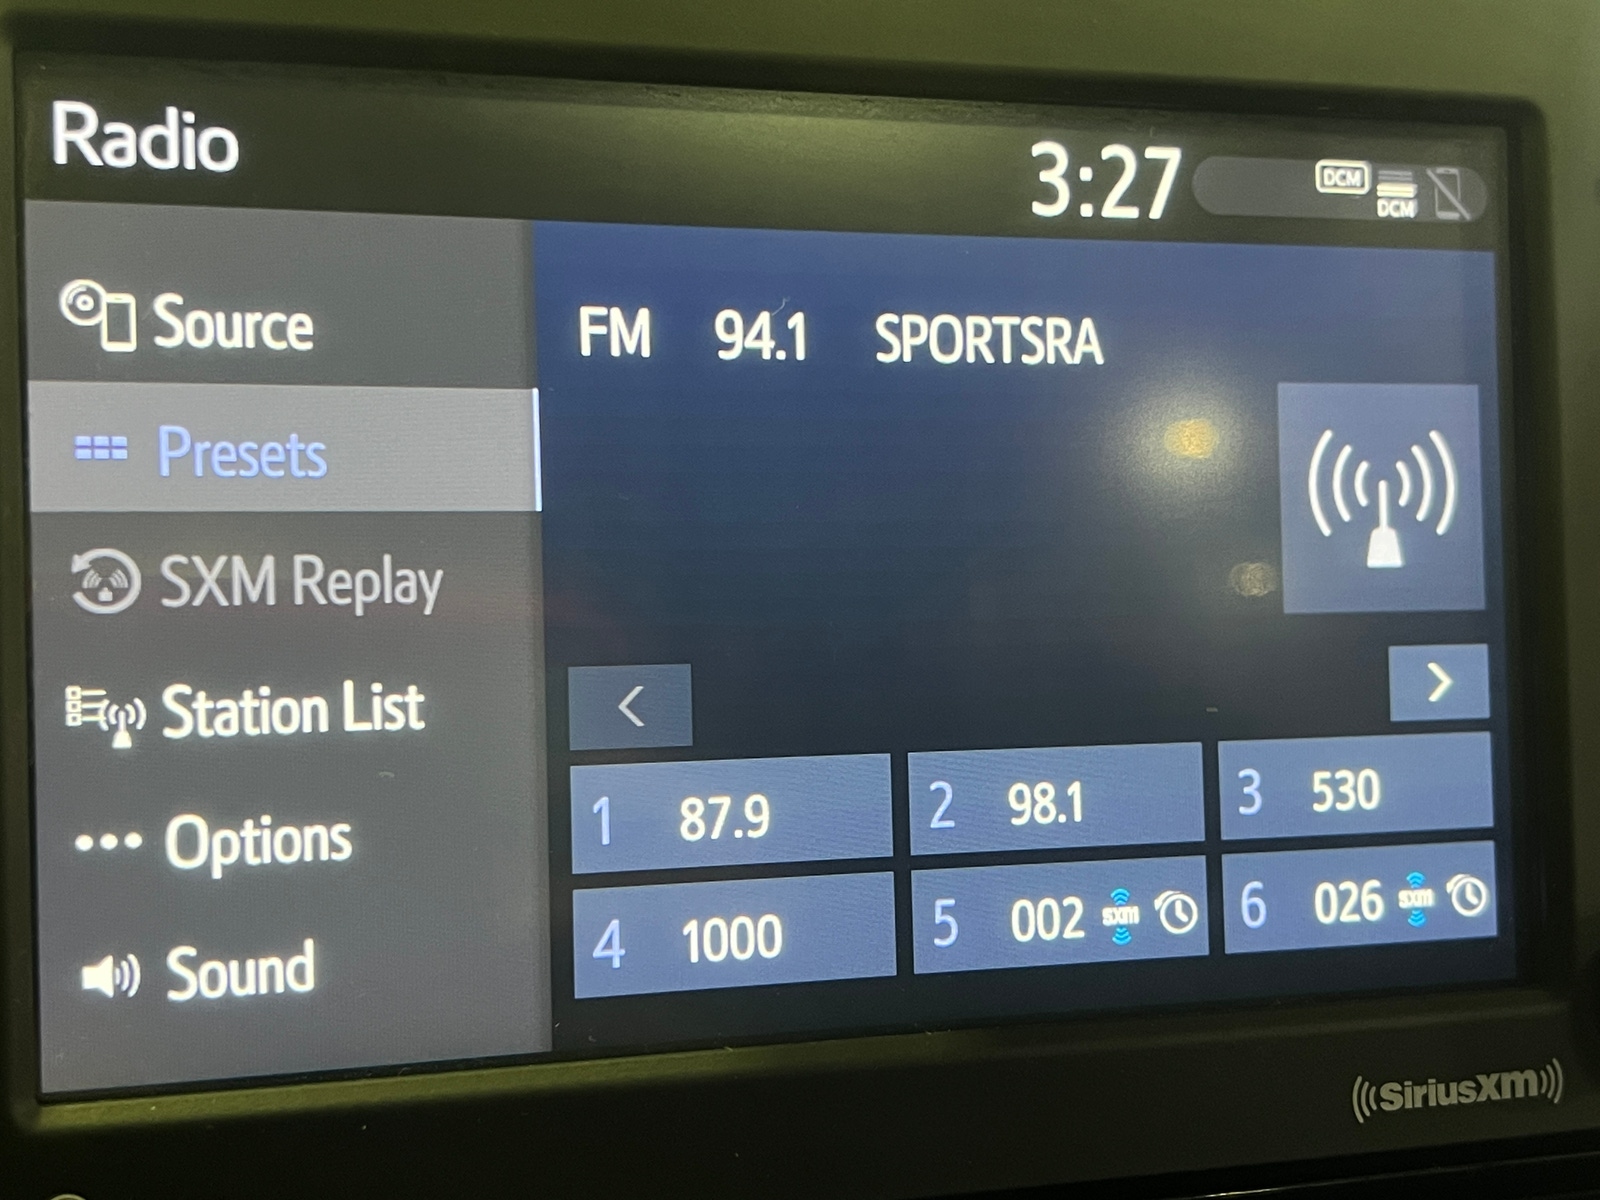 Radio
3:27
DCM
DCM
Source
Presets
SXM Replay
Station List
Options
Sound
FM 94.1 SPORTSRA
1 87.9
2 98.1
3 530
4 1000
5 002 sxm
6 026 sxm
SiriusXM